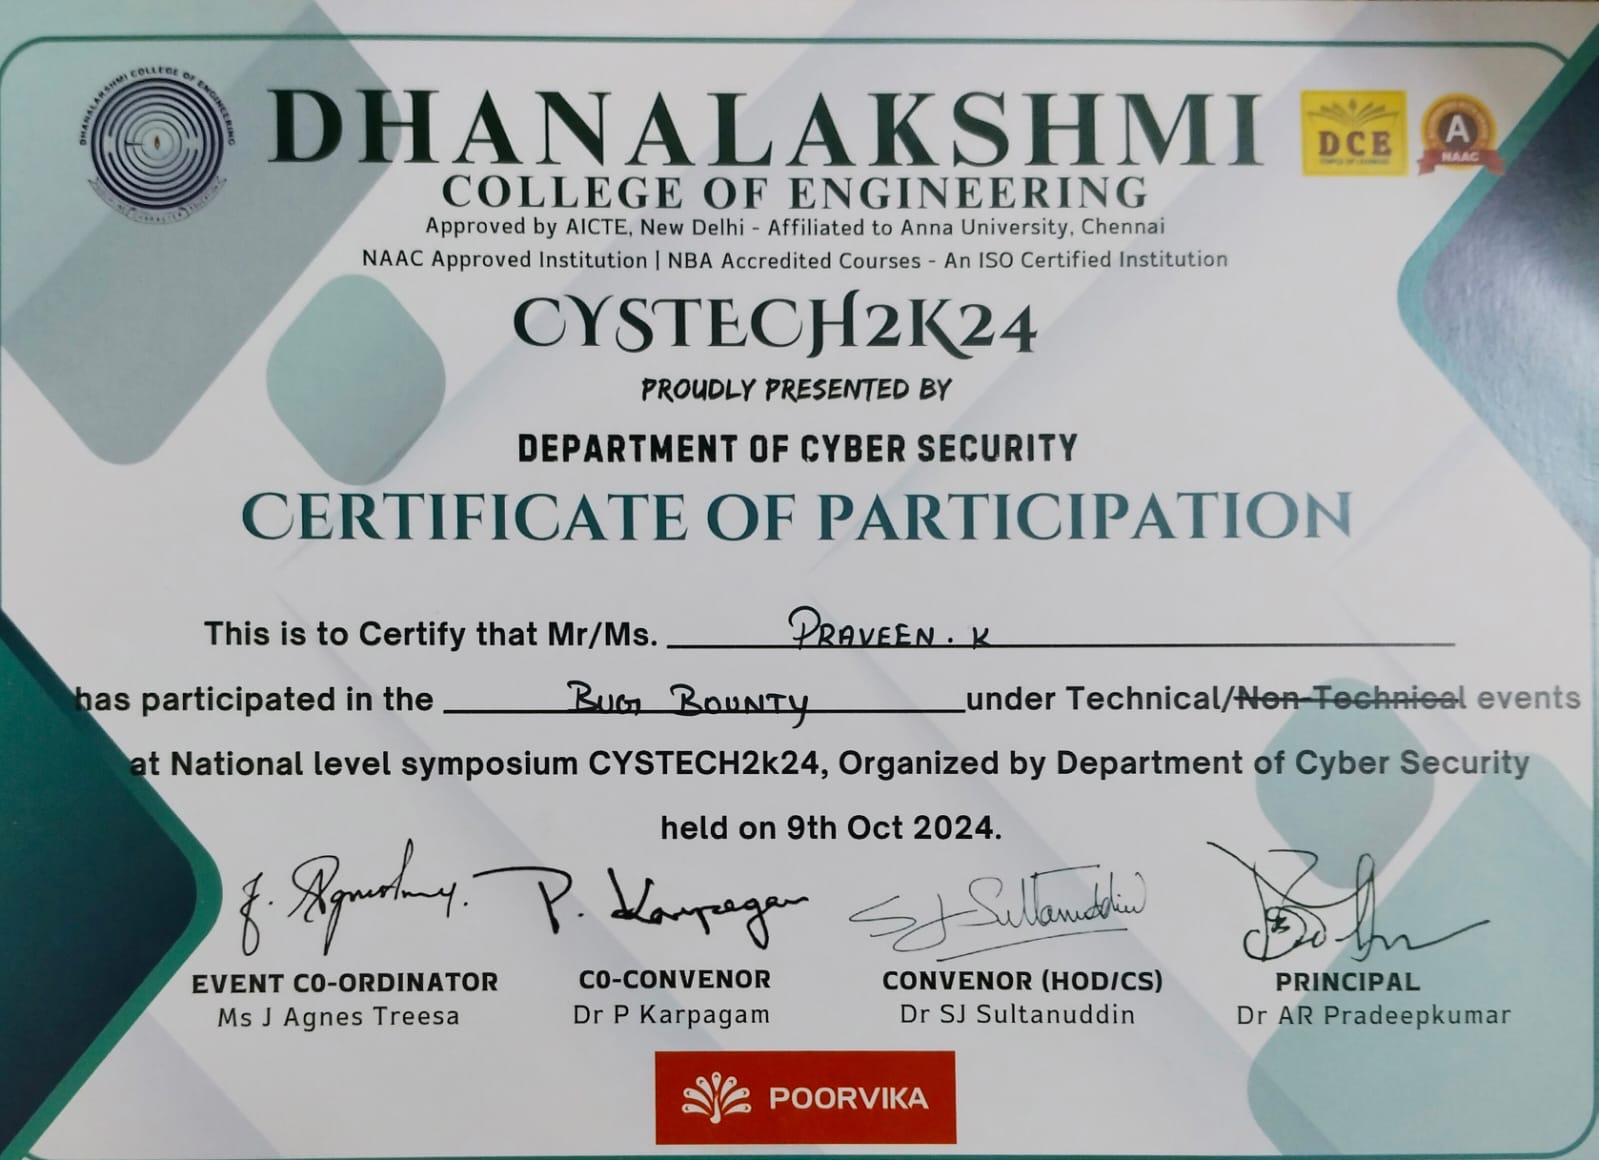 DHANALAKSHMI COLLEGE OF ENGINEERING
DHANALAKSHMI
DCE
A
NAAC
COLLEGE OF ENGINEERING
Approved by AICTE, New Delhi - Affiliated to Anna University, Chennai
NAAC Approved Institution | NBA Accredited Courses - An ISO Certified Institution
CYSTECH2K24
PROUDLY PRESENTED BY
DEPARTMENT OF CYBER SECURITY
CERTIFICATE OF PARTICIPATION
This is to Certify that Mr/Ms. PRAVEEN. K
has participated in the BUG BOUNTY under Technical/Non-Technical events
at National level symposium CYSTECH2k24, Organized by Department of Cyber Security
held on 9th Oct 2024.
P. Karpagam SJ Sultanuddin
EVENT CO-ORDINATOR CO-CONVENOR CONVENOR (HOD/CS) PRINCIPAL
Ms J Agnes Treesa Dr P Karpagam Dr SJ Sultanuddin Dr AR Pradeepkumar
POORVIKA